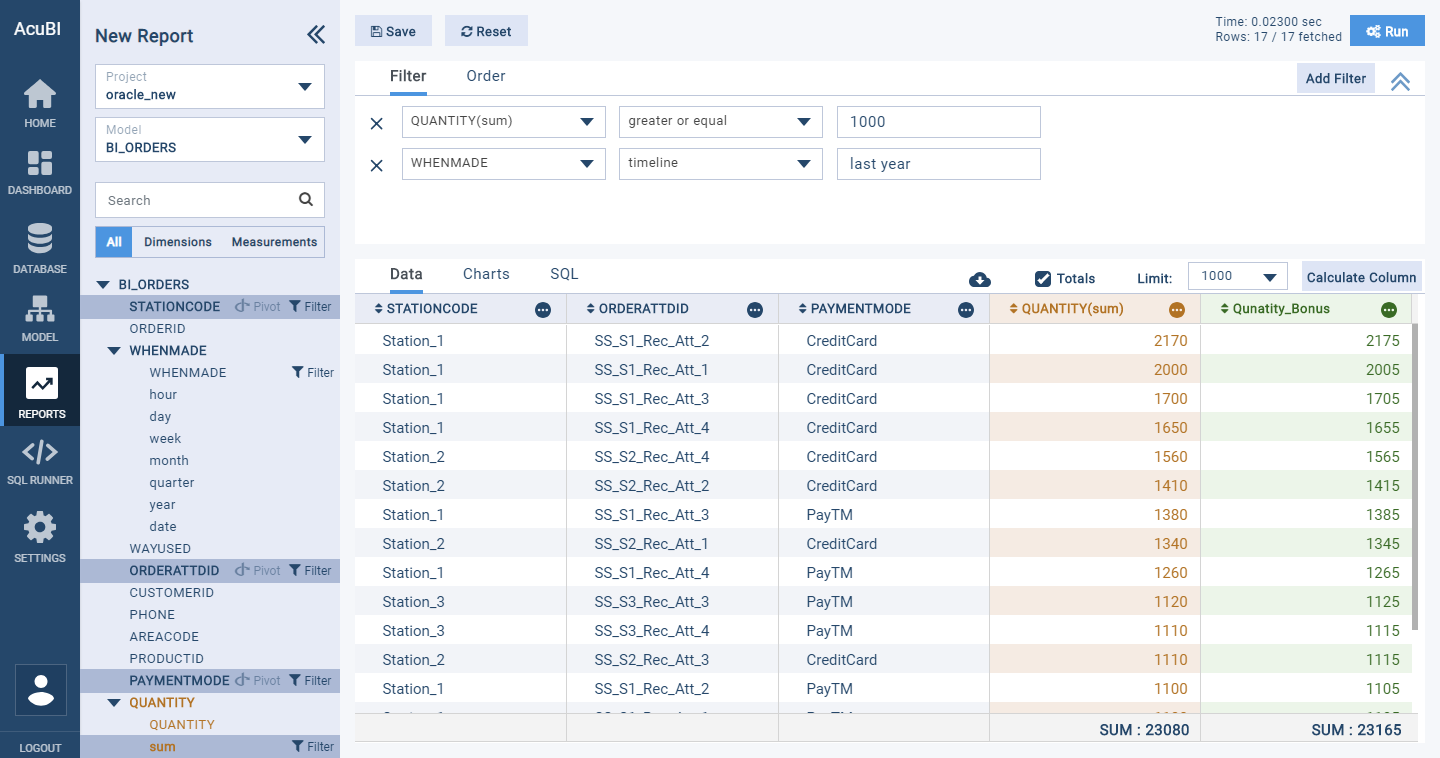 AcuBI
HOME
DASHBOARD
DATABASE
MODEL
REPORTS
SQL RUNNER
SETTINGS
LOGOUT
New Report
Project
oracle_new
Model
BI_ORDERS
Search
All Dimensions Measurements
BI_ORDERS
STATIONCODE Pivot Filter
ORDERID
WHENMADE
WHENMADE Filter
hour
day
week
month
quarter
year
date
WAYUSED
ORDERATTDID Pivot Filter
CUSTOMERID
PHONE
AREACODE
PRODUCTID
PAYMENTMODE Pivot Filter
QUANTITY
QUANTITY
sum Filter
Save Reset
Time: 0.02300 sec
Rows: 17 / 17 fetched
Run
Filter Order Add Filter
QUANTITY(sum) greater or equal 1000
WHENMADE timeline last year
Data Charts SQL Totals Limit: 1000 Calculate Column
STATIONCODE ORDERATTDID PAYMENTMODE QUANTITY(sum) Qunatity_Bonus
Station_1 SS_S1_Rec_Att_2 CreditCard 2170 2175
Station_1 SS_S1_Rec_Att_1 CreditCard 2000 2005
Station_1 SS_S1_Rec_Att_3 CreditCard 1700 1705
Station_1 SS_S1_Rec_Att_4 CreditCard 1650 1655
Station_2 SS_S2_Rec_Att_4 CreditCard 1560 1565
Station_2 SS_S2_Rec_Att_2 CreditCard 1410 1415
Station_1 SS_S1_Rec_Att_3 PayTM 1380 1385
Station_2 SS_S2_Rec_Att_1 CreditCard 1340 1345
Station_1 SS_S1_Rec_Att_4 PayTM 1260 1265
Station_3 SS_S3_Rec_Att_3 PayTM 1120 1125
Station_3 SS_S3_Rec_Att_4 PayTM 1110 1115
Station_2 SS_S2_Rec_Att_3 CreditCard 1110 1115
Station_1 SS_S1_Rec_Att_2 PayTM 1100 1105
SUM : 23080 SUM : 23165